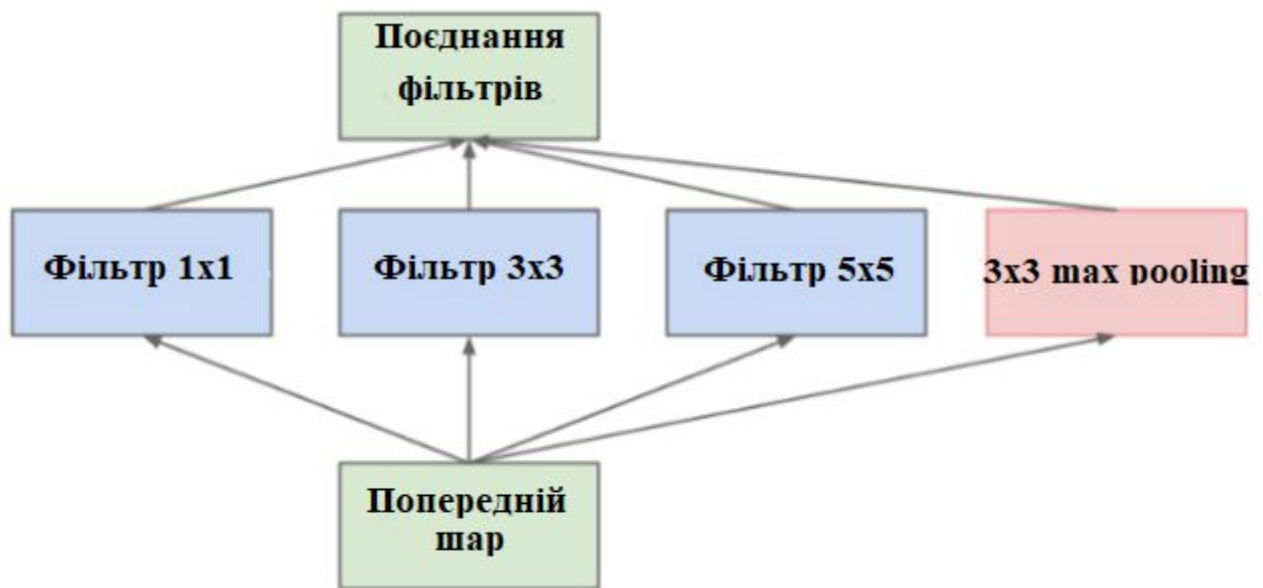 Поєднання
фільтрів
Фільтр 1x1
Фільтр 3x3
Фільтр 5x5
3x3 max pooling
Попередній
шар